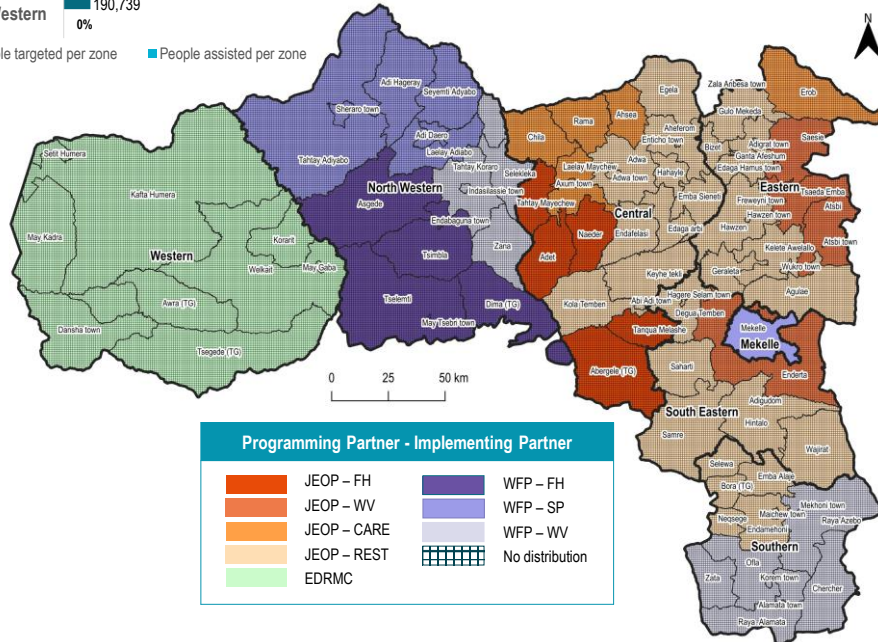 Western
190,739
0%
ple targeted per zone
People assisted per zone
N
Setit Humera
Kafta Humera
May Kadra
Western
Korarit
Welkait
May Gaba
Awra (TG)
Dansha town
Tsegede (TG)
Adi Hageray
Seyemti Adyabo
Sheraro town
Adi Daero
Laelay Adiabo
Tahtay Adiyabo
Tahtay Koraro
Selekleka
North Western
Indasilassie town
Asgede
Endabaguna town
Zana
Tsimbla
Tselemti
Dima (TG)
May Tsebri town
Egela
Chila
Rama
Ahsea
Aheferom
Enticho town
Adwa
Laelay Maychew
Axum town
Adwa town
Hahayle
Tahtay Mayechew
Emba Sieneti
Central
Naeder
Endafelasi
Edaga arbi
Adet
Keyhe tekli
Kola Temben
Abi Adi town
Tanqua Melashe
Abergele (TG)
Zala Anbesa town
Gulo Mekeda
Erob
Bizet
Adigrat town
Saesie
Ganta Afeshum
Edaga Hamus town
Eastern
Tsaeda Emba
Freweyni town
Atsbi
Hawzen town
Hawzen
Atsbi town
Kelete Awelallo
Wukro town
Geraleta
Agulae
Hagere Selam town
Degua Temben
Mekelle
Mekelle
Saharti
Enderta
Adigudom
South Eastern
Hintalo
Samre
Wajirat
Selewa
Emba Alaje
Bora (TG)
Mekhoni town
Neqsege
Maichew town
Raya Azebo
Endamehoni
Southern
Ofla
Zata
Korem town
Chercher
Alamata town
Raya Alamata
0 25 50 km
Programming Partner - Implementing Partner
JEOP – FH
JEOP – WV
JEOP – CARE
JEOP – REST
EDRMC
WFP – FH
WFP – SP
WFP – WV
No distribution